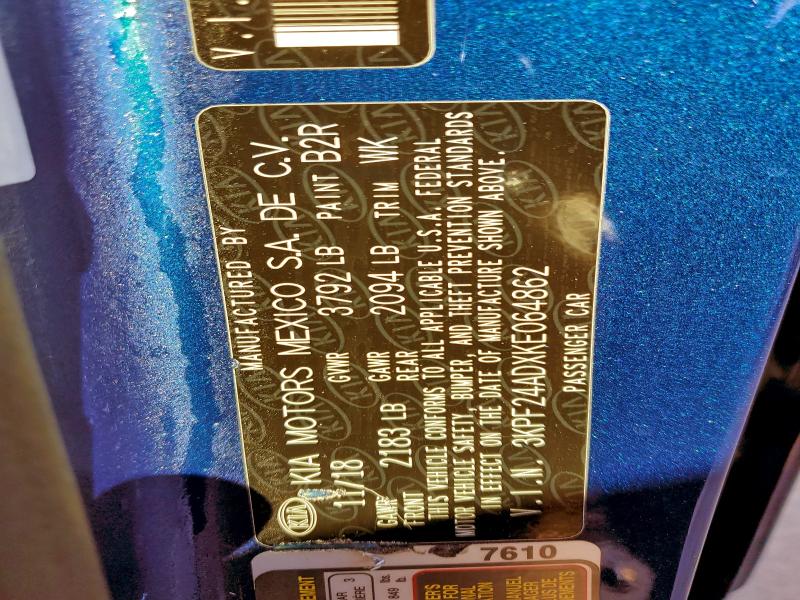 V.I.
MANUFACTURED BY
KIA KIA MOTORS MEXICO S.A. DE C.V.
11/18 GVWR 3792 LB PAINT B2R
GAWR FRONT 2183 LB GAWR REAR 2094 LB TRIM WK
THIS VEHICLE CONFORMS TO ALL APPLICABLE U.S.A. FEDERAL
MOTOR VEHICLE SAFETY, BUMPER, AND THEFT PREVENTION STANDARDS
IN EFFECT ON THE DATE OF MANUFACTURE SHOWN ABOVE.
V.I.N. 3KPF24ADXKE064862
PASSENGER CAR
7610